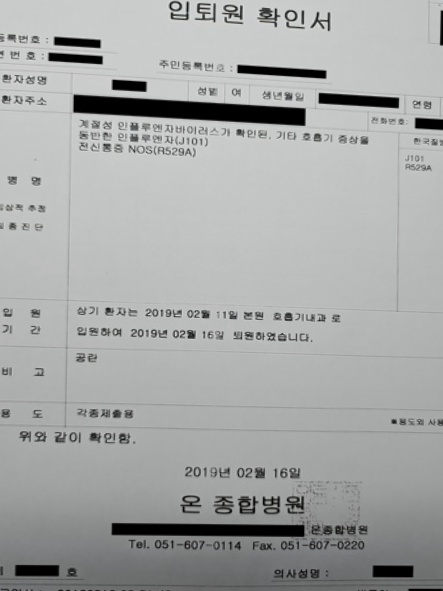 입퇴원 확인서
등록번호 :
번 호 :
주민등록번호 :
환자성명
성별 여 생년월일
연령
환자주소
전화번호:
계절성 인플루엔자바이러스가 확인된, 기타 호흡기 증상을
동반한 인플루엔자(J101)
전신통증 NOS(R529A)
한국질병
J101
R529A
병 명
임상적 추정
최종진단
입 원
기 간
상기 환자는 2019년 02월 11일 본원 호흡기내과 로
입원하여 2019년 02월 16일 퇴원하였습니다.
비 고
공란
용 도
각종제출용
※용도외 사용
위와 같이 확인함.
2019년 02월 16일
온 종합병원
온종합병원
Tel. 051-607-0114 Fax. 051-607-0220
호
의사성명 :